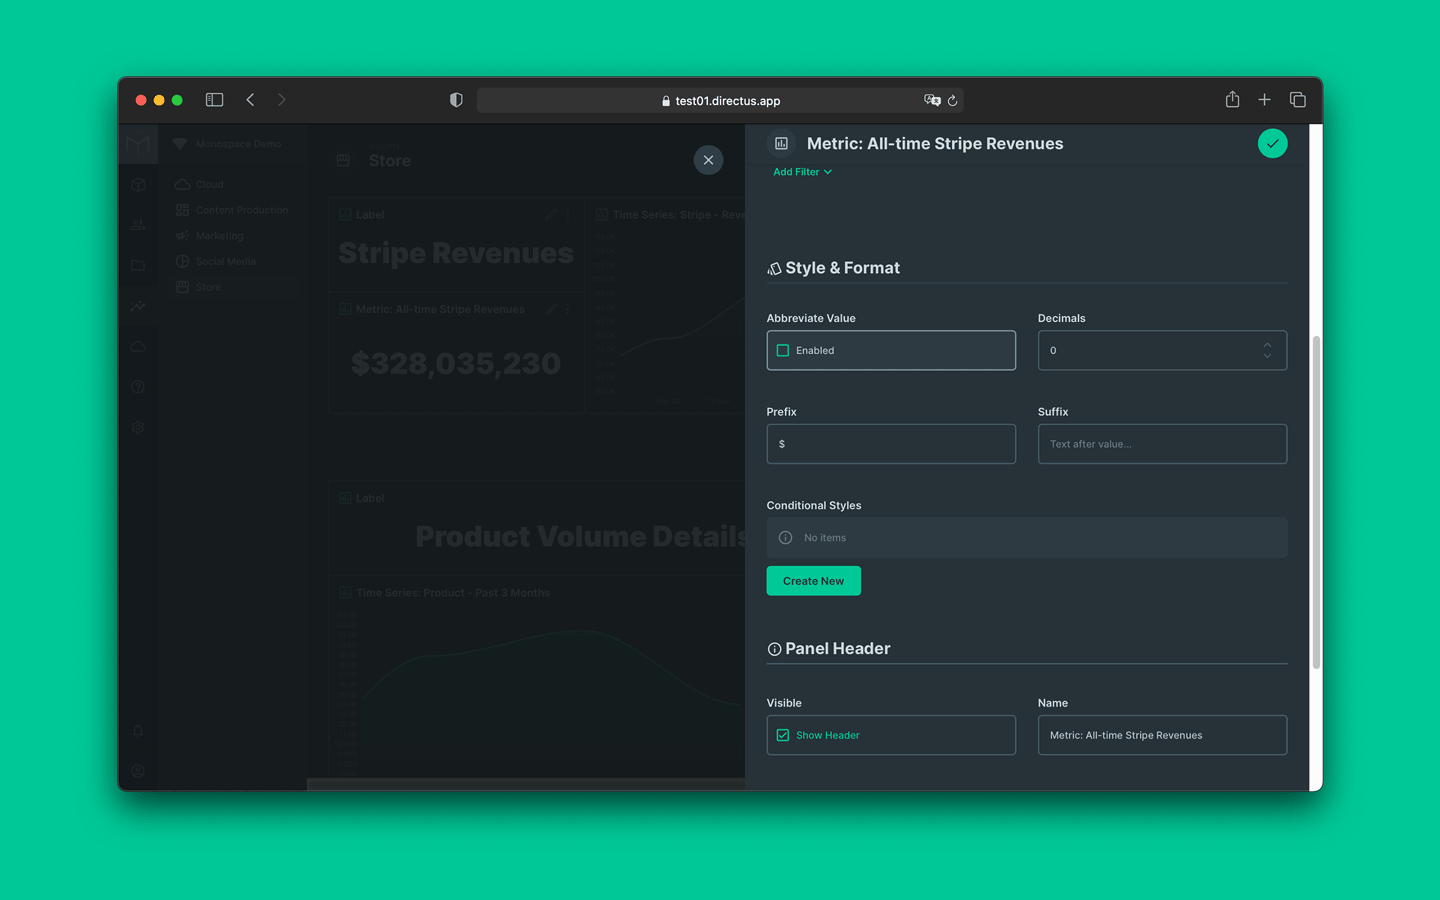 test01.directus.app
Monospace Demo
Cloud
Content Production
Marketing
Social Media
Store
Store
Label
Stripe Revenues
Time Series: Stripe - Reve
Metric: All-time Stripe Revenues
$328,035,230
Label
Product Volume Details
Time Series: Product - Past 3 Months
Metric: All-time Stripe Revenues
Add Filter
Style & Format
Abbreviate Value
Decimals
Enabled
0
Prefix
Suffix
$
Text after value...
Conditional Styles
No items
Create New
Panel Header
Visible
Name
Show Header
Metric: All-time Stripe Revenues